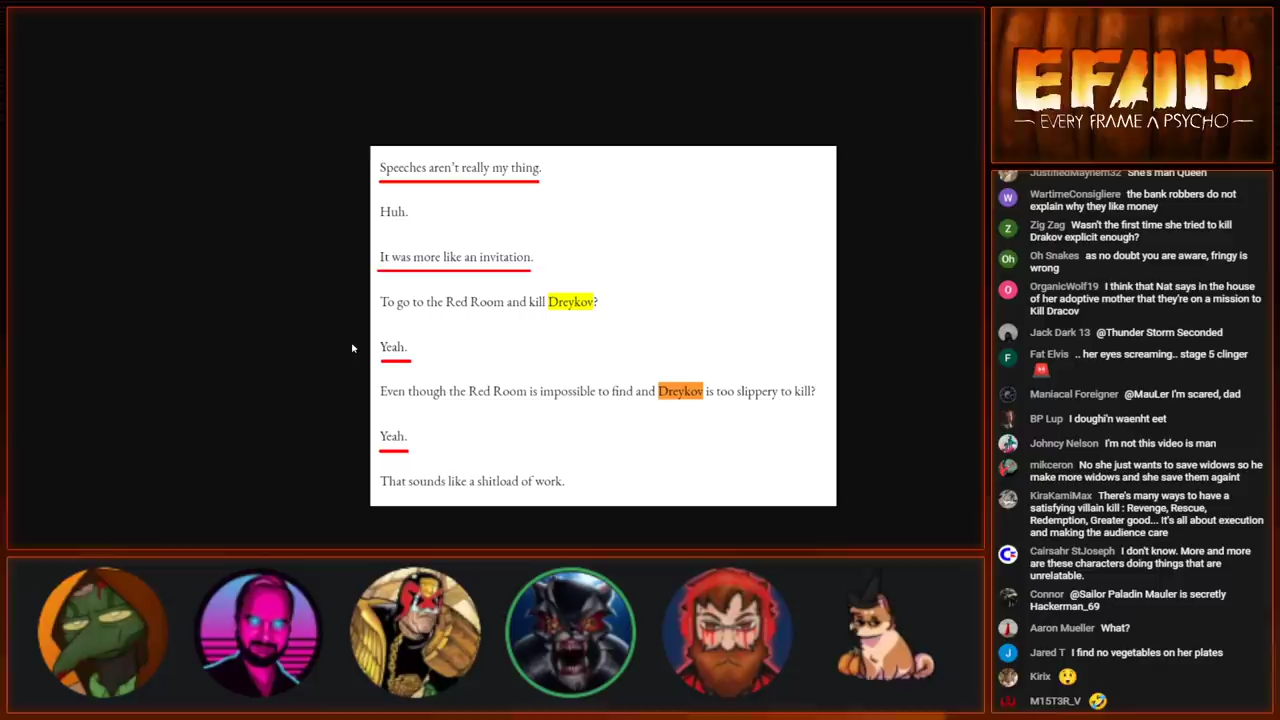 Speeches aren't really my thing.
Huh.
It was more like an invitation.
To go to the Red Room and kill Dreykov?
Yeah.
Even though the Red Room is impossible to find and Dreykov is too slippery to kill?
Yeah.
That sounds like a shitload of work.
EFAP
EVERY FRAME A PSYCHO
JustifiedMayhem32 She's man Queen
W
WartimeConsigliere the bank robbers do not
explain why they like money
Z
Zig Zag Wasn't the first time she tried to kill
Drakov explicit enough?
Oh
Oh Snakes as no doubt you are aware, fringy is
wrong
O
OrganicWolf19 I think that Nat says in the house
of her adoptive mother that they're on a mission to
Kill Dracov
Jack Dark 13 @Thunder Storm Seconded
F
Fat Elvis .. her eyes screaming.. stage 5 clinger
🚨
Maniacal Foreigner @MauLer I'm scared, dad
BP Lup I doughi'n waenht eet
Johncy Nelson I'm not this video is man
mikceron No she just wants to save widows so he
make more widows and she save them againt
KiraKamiMax There's many ways to have a
satisfying villain kill : Revenge, Rescue,
Redemption, Greater good... It's all about execution
and making the audience care
Cairsahr StJoseph I don't know. More and more
are these characters doing things that are
unrelatable.
Connor @Sailor Paladin Mauler is secretly
Hackerman_69
Aaron Mueller What?
J
Jared T I find no vegetables on her plates
Kirix 😲
M15T3R_V 🤣